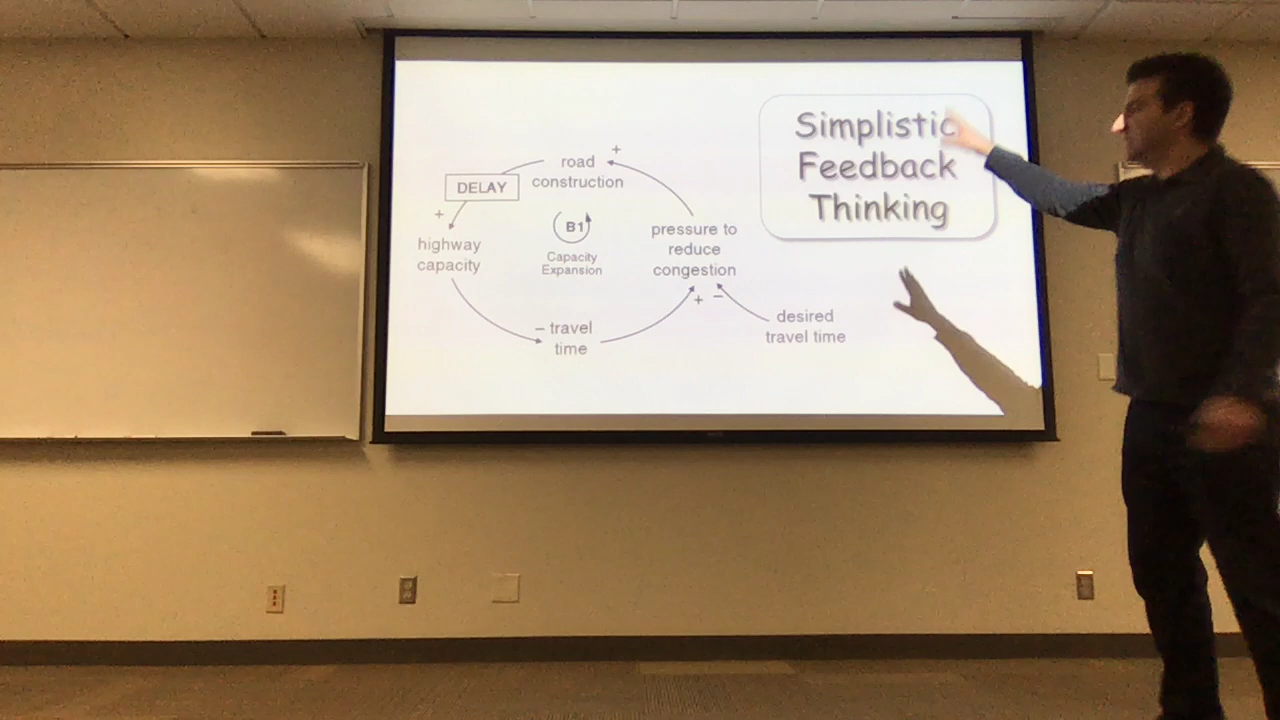 Simplistic
Feedback
Thinking
+
road
construction
DELAY
+
highway
capacity
B1
Capacity
Expansion
pressure to
reduce
congestion
+ –
– travel
time
desired
travel time